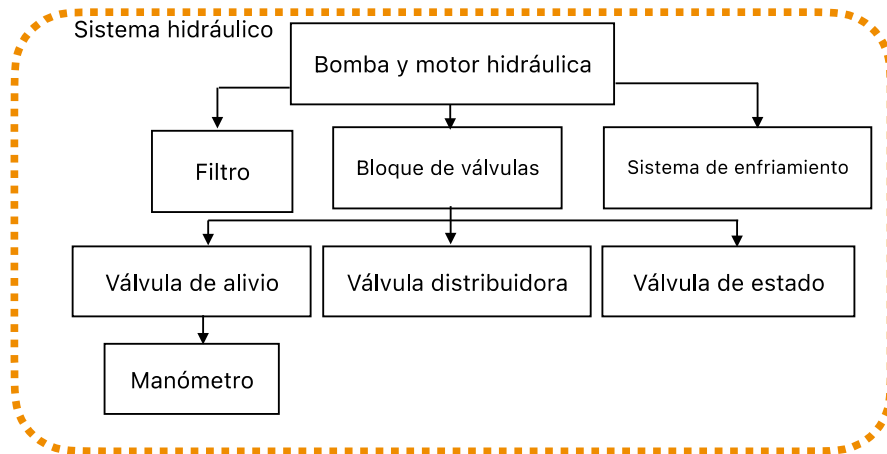 Sistema hidráulico
Bomba y motor hidráulica
Filtro
Bloque de válvulas
Sistema de enfriamiento
Válvula de alivio
Válvula distribuidora
Válvula de estado
Manómetro